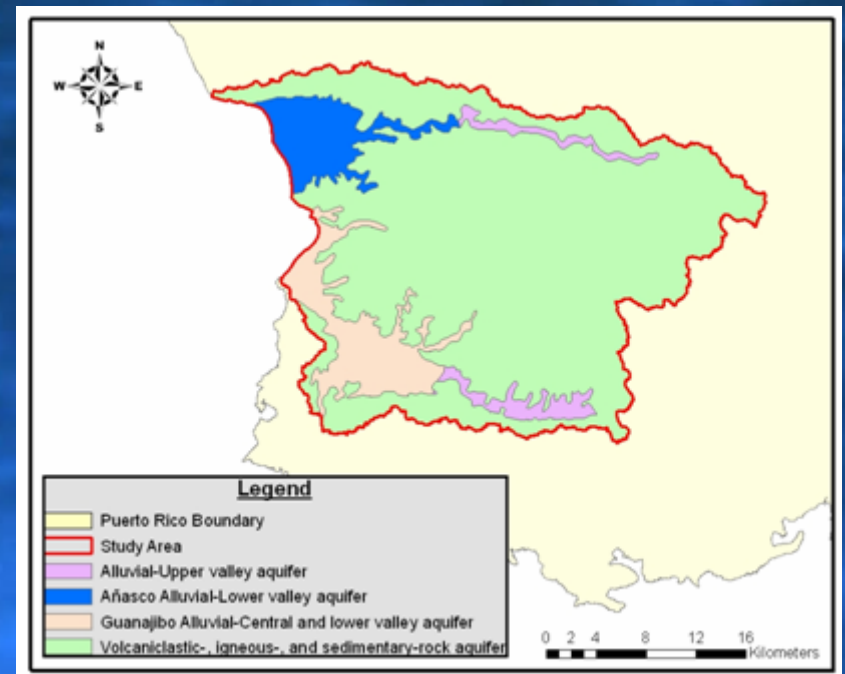 N
W E
S
Legend
Puerto Rico Boundary
Study Area
Alluvial-Upper valley aquifer
Añasco Alluvial-Lower valley aquifer
Guanajibo Alluvial-Central and lower valley aquifer
Volcaniclastic-, igneous-, and sedimentary-rock aquifer
0 2 4 8 12 16
Kilometers